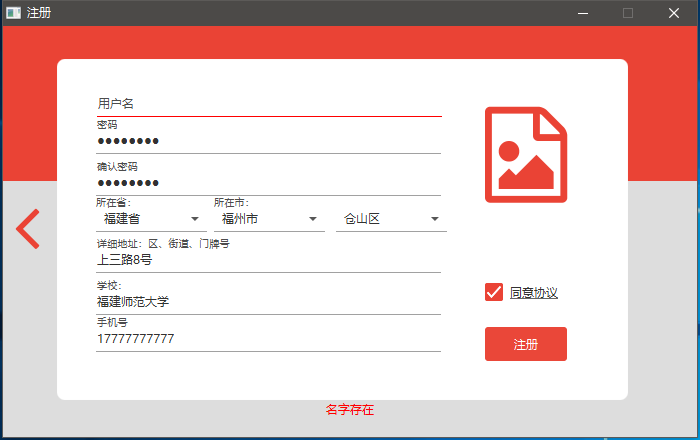 注册
用户名
密码
●●●●●●●●
确认密码
●●●●●●●●
所在省: 所在市:
福建省 福州市 仓山区
详细地址: 区、街道、门牌号
上三路8号
学校:
福建师范大学
手机号
17777777777
同意协议
注册
名字存在